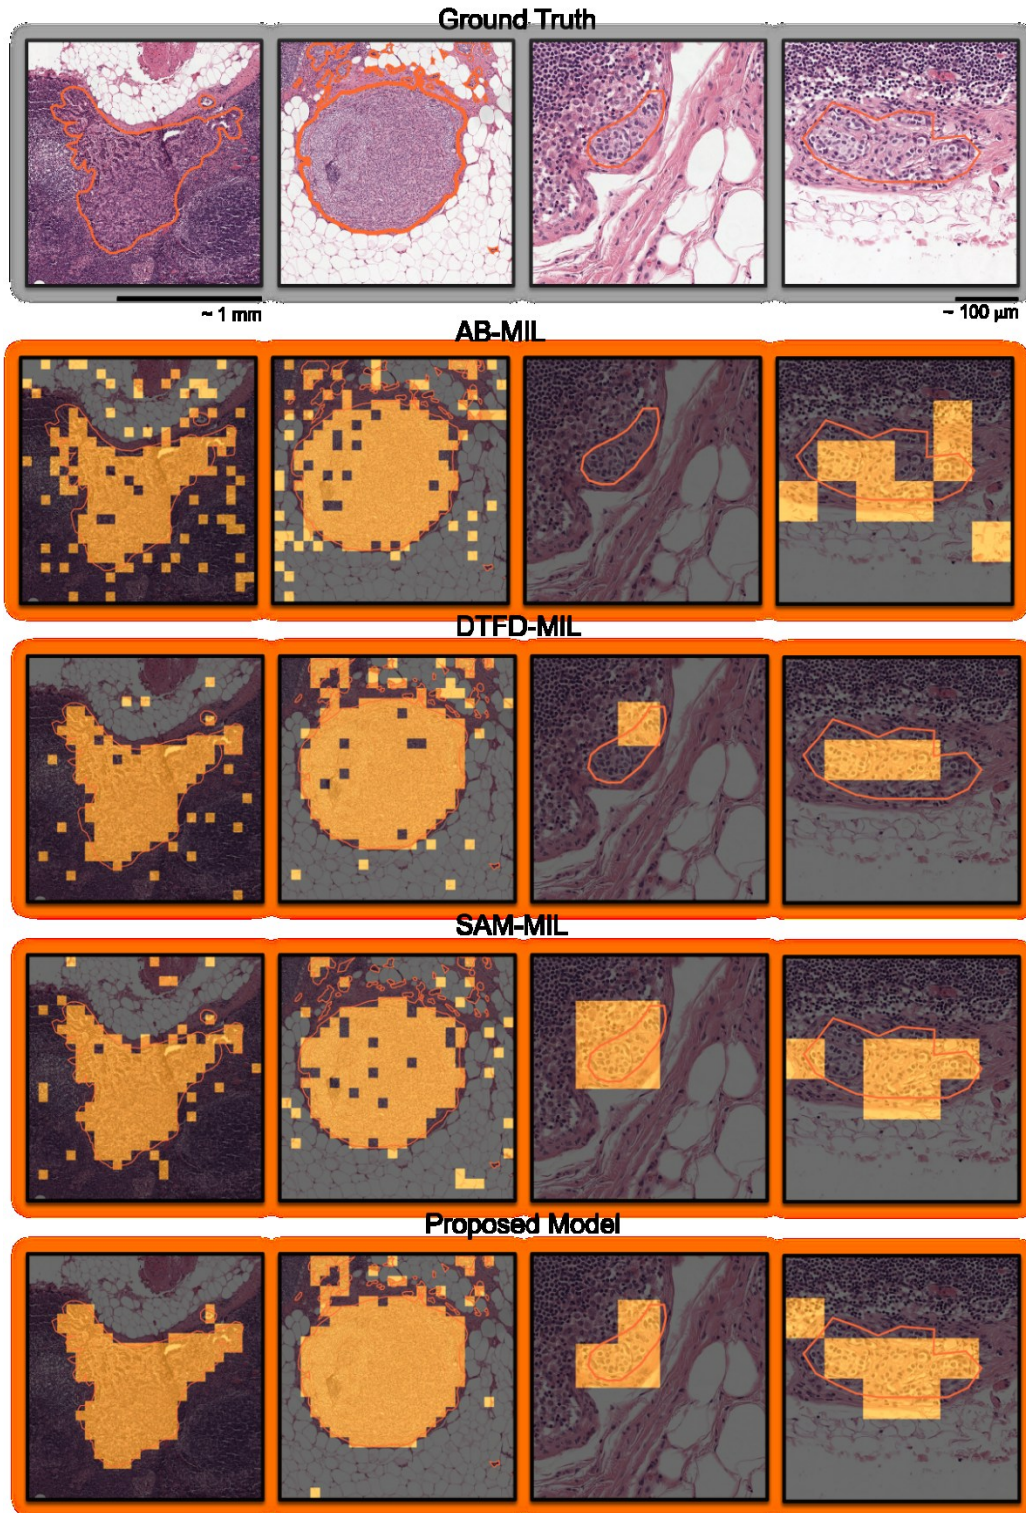 Ground Truth
~ 1 mm
~ 100 µm
AB-MIL
DTFD-MIL
SAM-MIL
Proposed Model